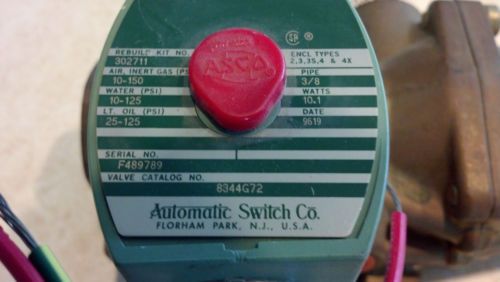 REBUILD KIT NO. ENCL TYPES
302711 2,3,3S,4 & 4X
AIR, INERT GAS PIPE
10-150 3/8
WATER (PSI) WATTS
10-125 10.1
LT. OIL (PSI) DATE
25-125 9619
ASCO
SERIAL NO.
F489789
VALVE CATALOG NO.
8344G72
Automatic Switch Co.
FLORHAM PARK, N.J., U.S.A.